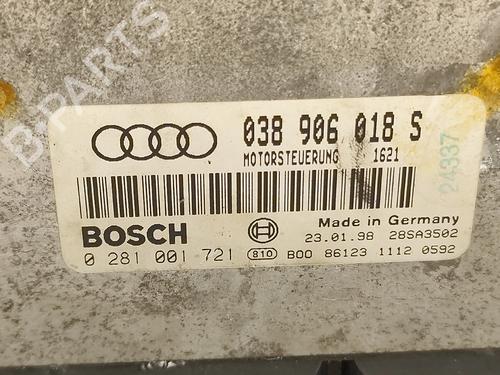 B-PARTS
038 906 018 S
MOTORSTEUERUNG 1621
24337
Made in Germany
BOSCH
23.01.98 28SA3502
0 281 001 721 810 B00 86123 1112 0592